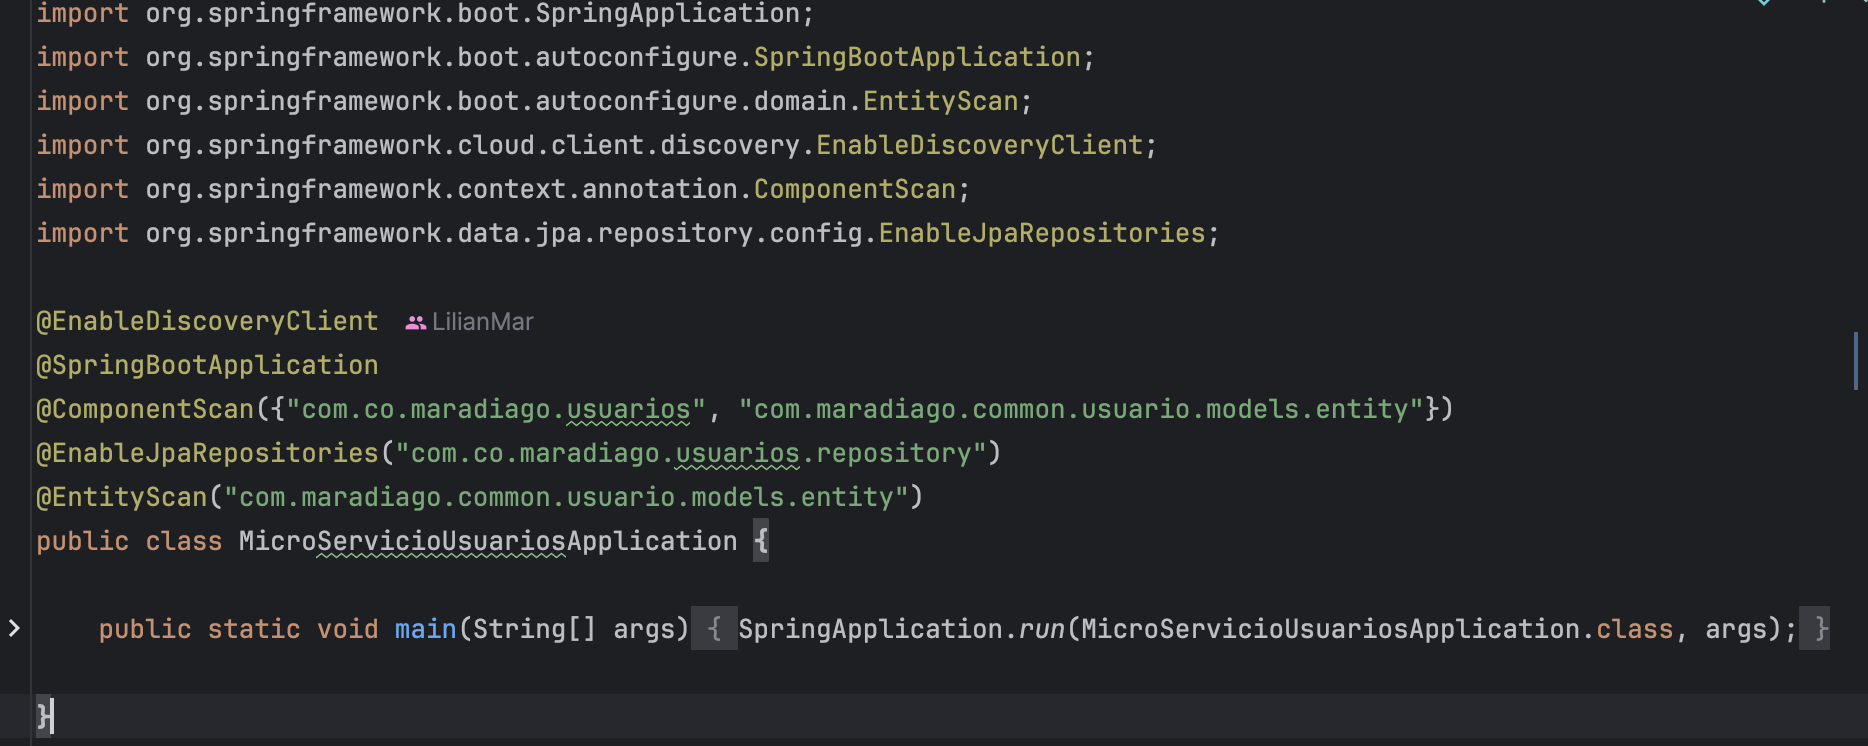 import org.springframework.boot.SpringApplication;
import org.springframework.boot.autoconfigure.SpringBootApplication;
import org.springframework.boot.autoconfigure.domain.EntityScan;
import org.springframework.cloud.client.discovery.EnableDiscoveryClient;
import org.springframework.context.annotation.ComponentScan;
import org.springframework.data.jpa.repository.config.EnableJpaRepositories;
@EnableDiscoveryClient LilianMar
@SpringBootApplication
@ComponentScan({"com.co.maradiago.usuarios", "com.maradiago.common.usuario.models.entity"})
@EnableJpaRepositories("com.co.maradiago.usuarios.repository")
@EntityScan("com.maradiago.common.usuario.models.entity")
public class MicroServicioUsuariosApplication {
public static void main(String[] args) { SpringApplication.run(MicroServicioUsuariosApplication.class, args); }
}